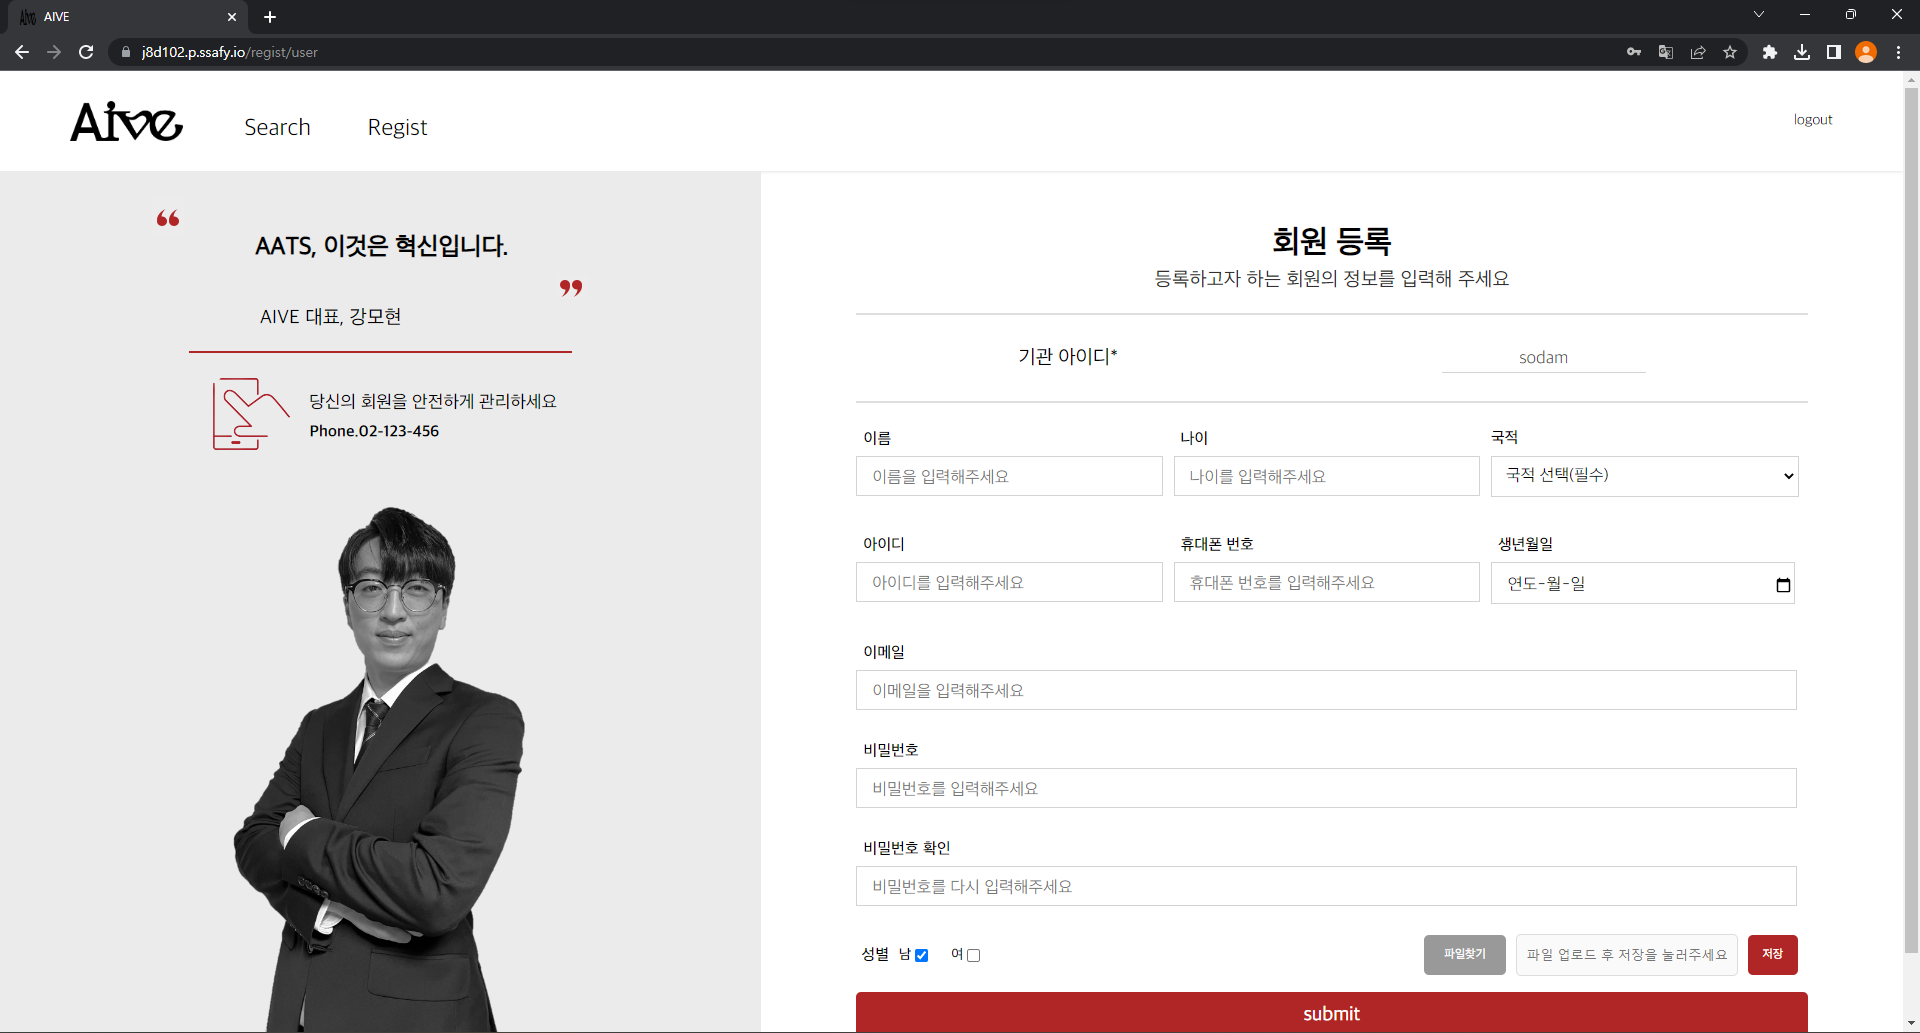 AIVE
j8d102.p.ssafy.io/regist/user
Aive
Search
Regist
logout
“
AATS, 이것은 혁신입니다.
”
AIVE 대표, 강모현
당신의 회원을 안전하게 관리하세요
Phone.02-123-456
회원 등록
등록하고자 하는 회원의 정보를 입력해 주세요
기관 아이디*
sodam
이름
나이
국적
이름을 입력해주세요
나이를 입력해주세요
국적 선택(필수)
아이디
휴대폰 번호
생년월일
아이디를 입력해주세요
휴대폰 번호를 입력해주세요
연도-월-일
이메일
이메일을 입력해주세요
비밀번호
비밀번호를 입력해주세요
비밀번호 확인
비밀번호를 다시 입력해주세요
성별 남 여
파일찾기
파일 업로드 후 저장을 눌러주세요
저장
submit